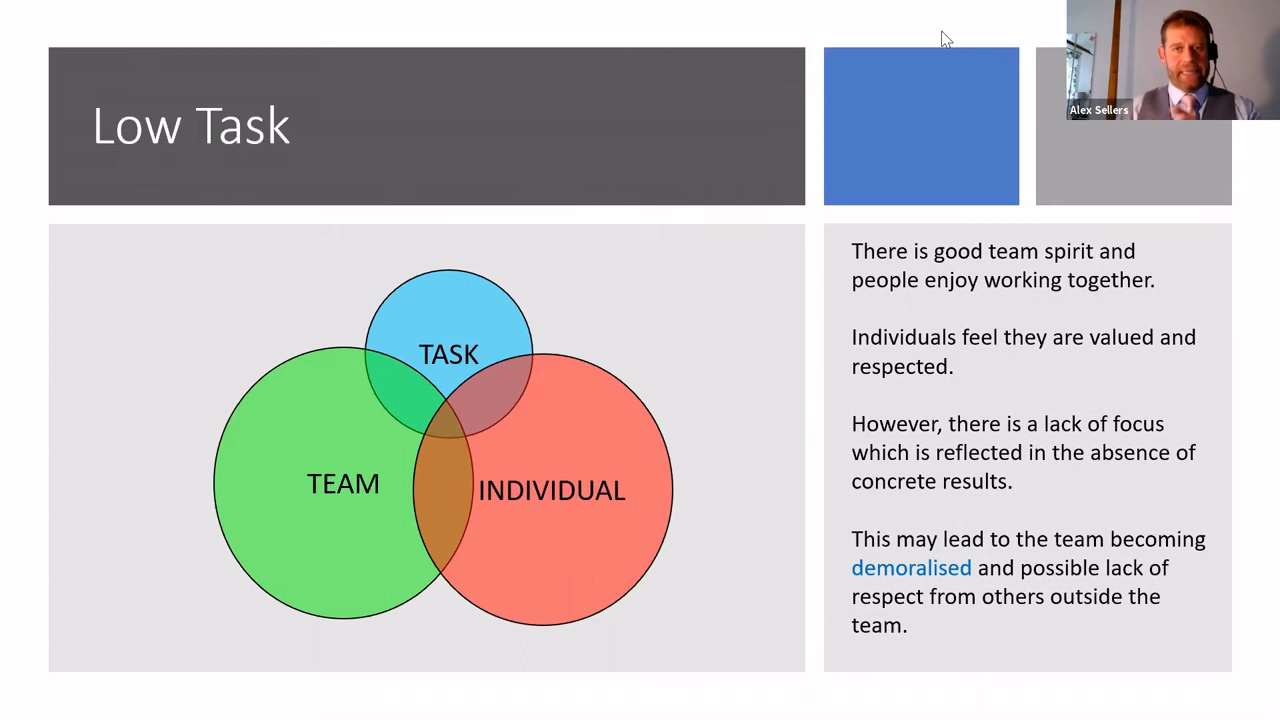 Low Task
Alex Sellers
TASK
TEAM
INDIVIDUAL
There is good team spirit and
people enjoy working together.
Individuals feel they are valued and
respected.
However, there is a lack of focus
which is reflected in the absence of
concrete results.
This may lead to the team becoming
demoralised and possible lack of
respect from others outside the
team.